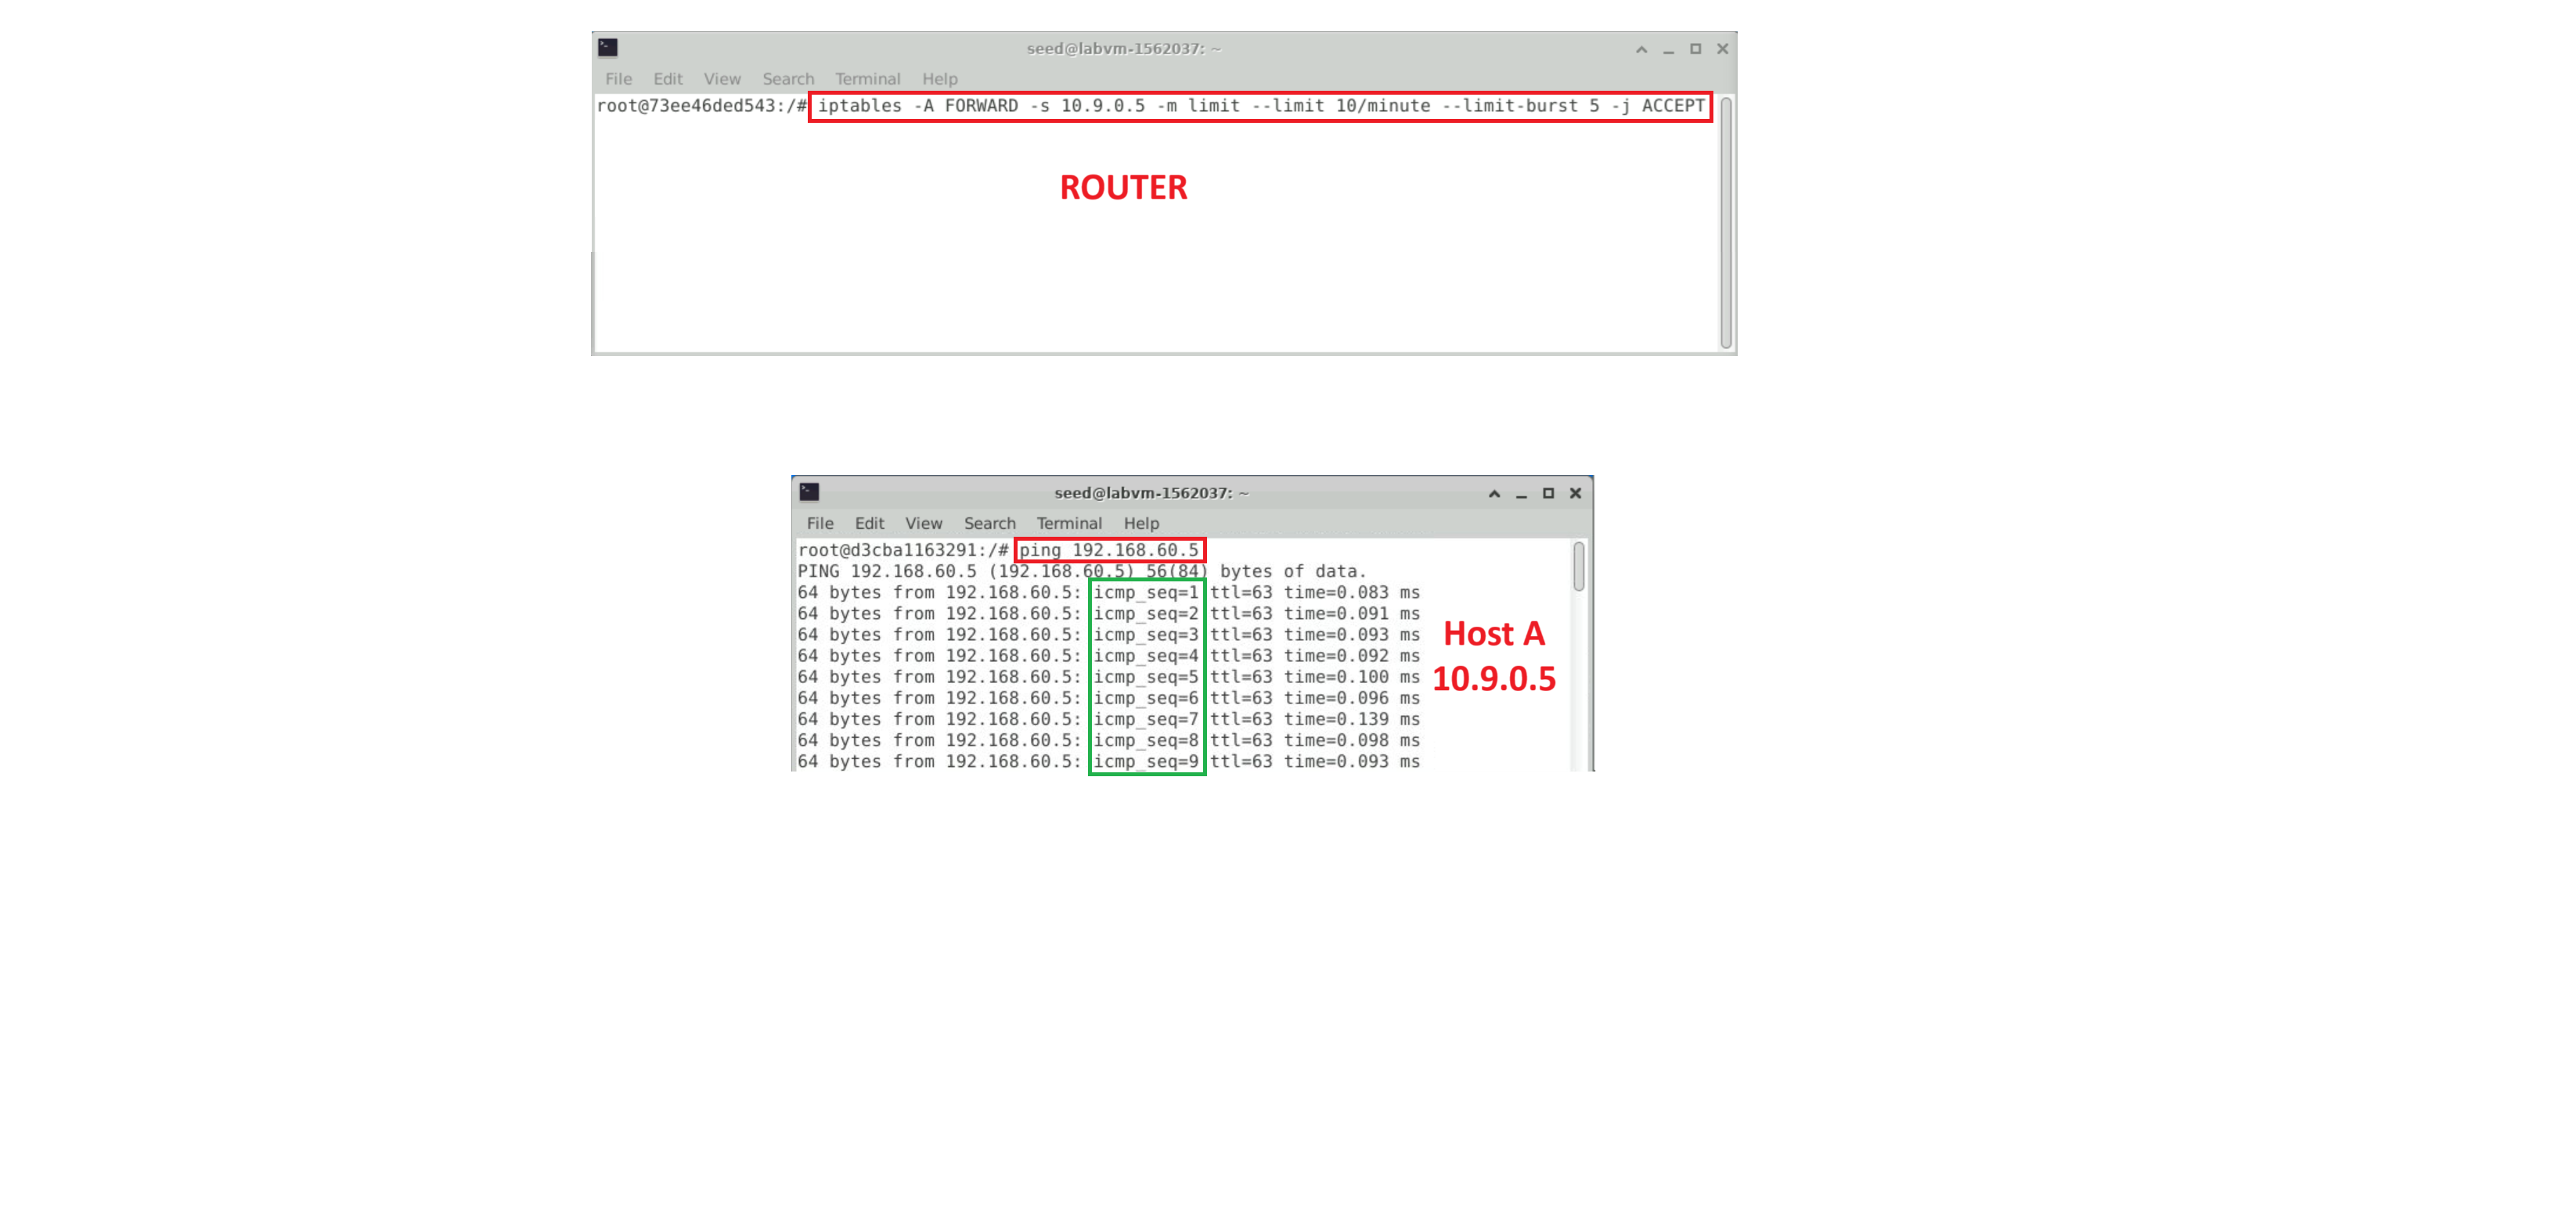 seed@labvm-1562037: ~
File Edit View Search Terminal Help
root@73ee46ded543:/# iptables -A FORWARD -s 10.9.0.5 -m limit --limit 10/minute --limit-burst 5 -j ACCEPT
ROUTER
seed@labvm-1562037: ~
File Edit View Search Terminal Help
root@d3cba1163291:/# ping 192.168.60.5
PING 192.168.60.5 (192.168.60.5) 56(84) bytes of data.
64 bytes from 192.168.60.5: icmp_seq=1 ttl=63 time=0.083 ms
64 bytes from 192.168.60.5: icmp_seq=2 ttl=63 time=0.091 ms
64 bytes from 192.168.60.5: icmp_seq=3 ttl=63 time=0.093 ms
64 bytes from 192.168.60.5: icmp_seq=4 ttl=63 time=0.092 ms
64 bytes from 192.168.60.5: icmp_seq=5 ttl=63 time=0.100 ms
64 bytes from 192.168.60.5: icmp_seq=6 ttl=63 time=0.096 ms
64 bytes from 192.168.60.5: icmp_seq=7 ttl=63 time=0.139 ms
64 bytes from 192.168.60.5: icmp_seq=8 ttl=63 time=0.098 ms
64 bytes from 192.168.60.5: icmp_seq=9 ttl=63 time=0.093 ms
Host A
10.9.0.5